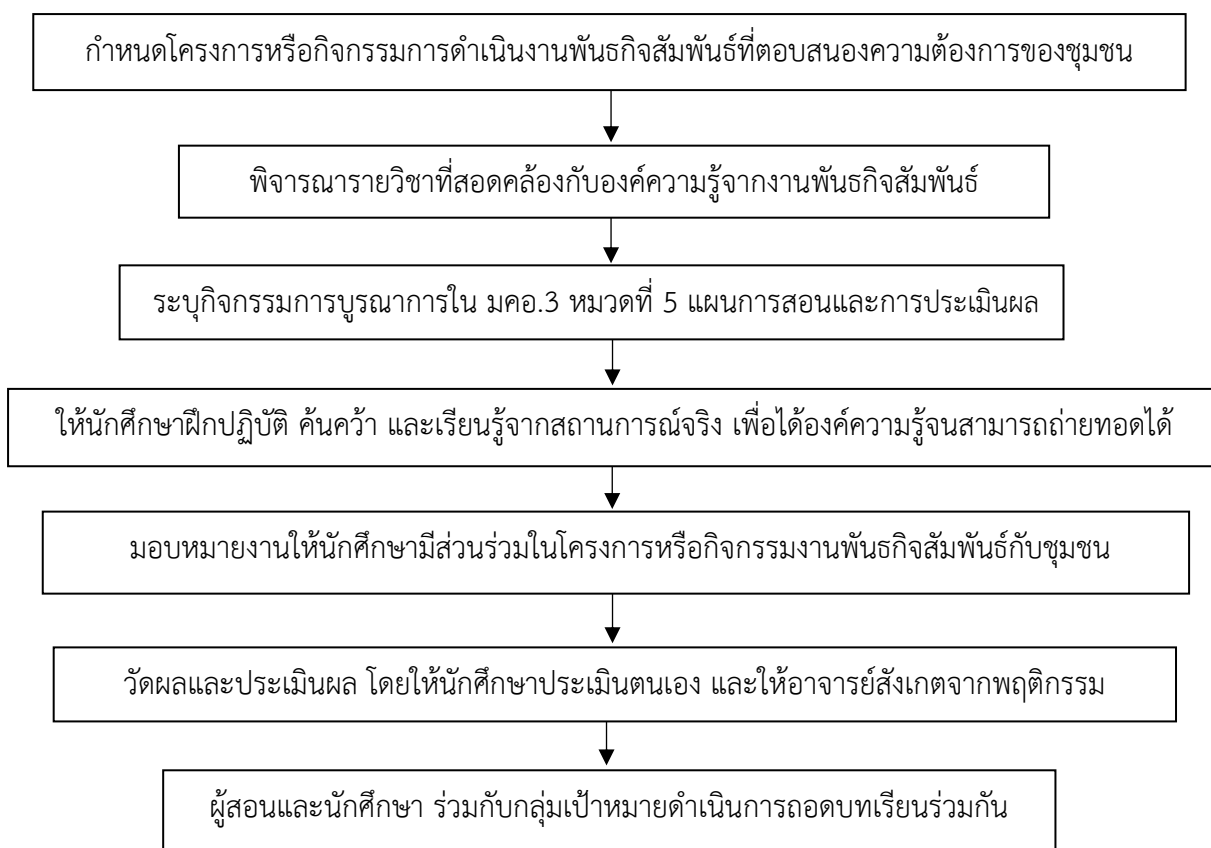 กำหนดโครงการหรือกิจกรรมการดำเนินงานพันธกิจสัมพันธ์ที่ตอบสนองความต้องการของชุมชน
พิจารณารายวิชาที่สอดคล้องกับองค์ความรู้จากงานพันธกิจสัมพันธ์
ระบุกิจกรรมการบูรณาการใน มคอ.3 หมวดที่ 5 แผนการสอนและการประเมินผล
ให้นักศึกษาฝึกปฏิบัติ ค้นคว้า และเรียนรู้จากสถานการณ์จริง เพื่อได้องค์ความรู้จนสามารถถ่ายทอดได้
มอบหมายงานให้นักศึกษามีส่วนร่วมในโครงการหรือกิจกรรมงานพันธกิจสัมพันธ์กับชุมชน
วัดผลและประเมินผล โดยให้นักศึกษาประเมินตนเอง และให้อาจารย์สังเกตจากพฤติกรรม
ผู้สอนและนักศึกษา ร่วมกับกลุ่มเป้าหมายดำเนินการถอดบทเรียนร่วมกัน